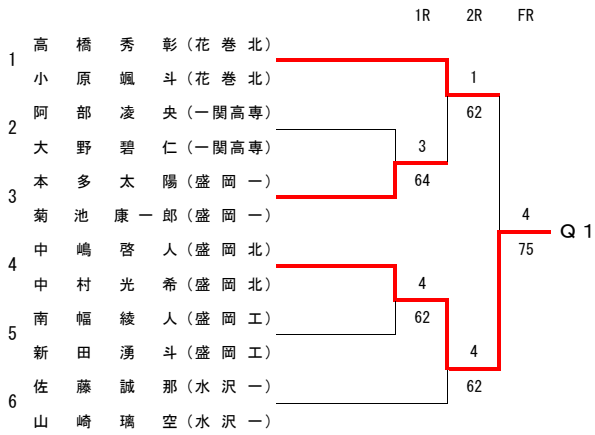 1R 2R FR
高橋秀彰(花巻北)
1
小原颯斗(花巻北) 1
阿部凌央(一関高専) 62
2
大野碧仁(一関高専) 3
本多太陽(盛岡一) 64
3
菊池康一郎(盛岡一) 4
Q1
中嶋啓人(盛岡北) 75
4
中村光希(盛岡北) 4
南幅綾人(盛岡工) 62
5
新田湧斗(盛岡工) 4
佐藤誠那(水沢一) 62
6
山崎璃空(水沢一)